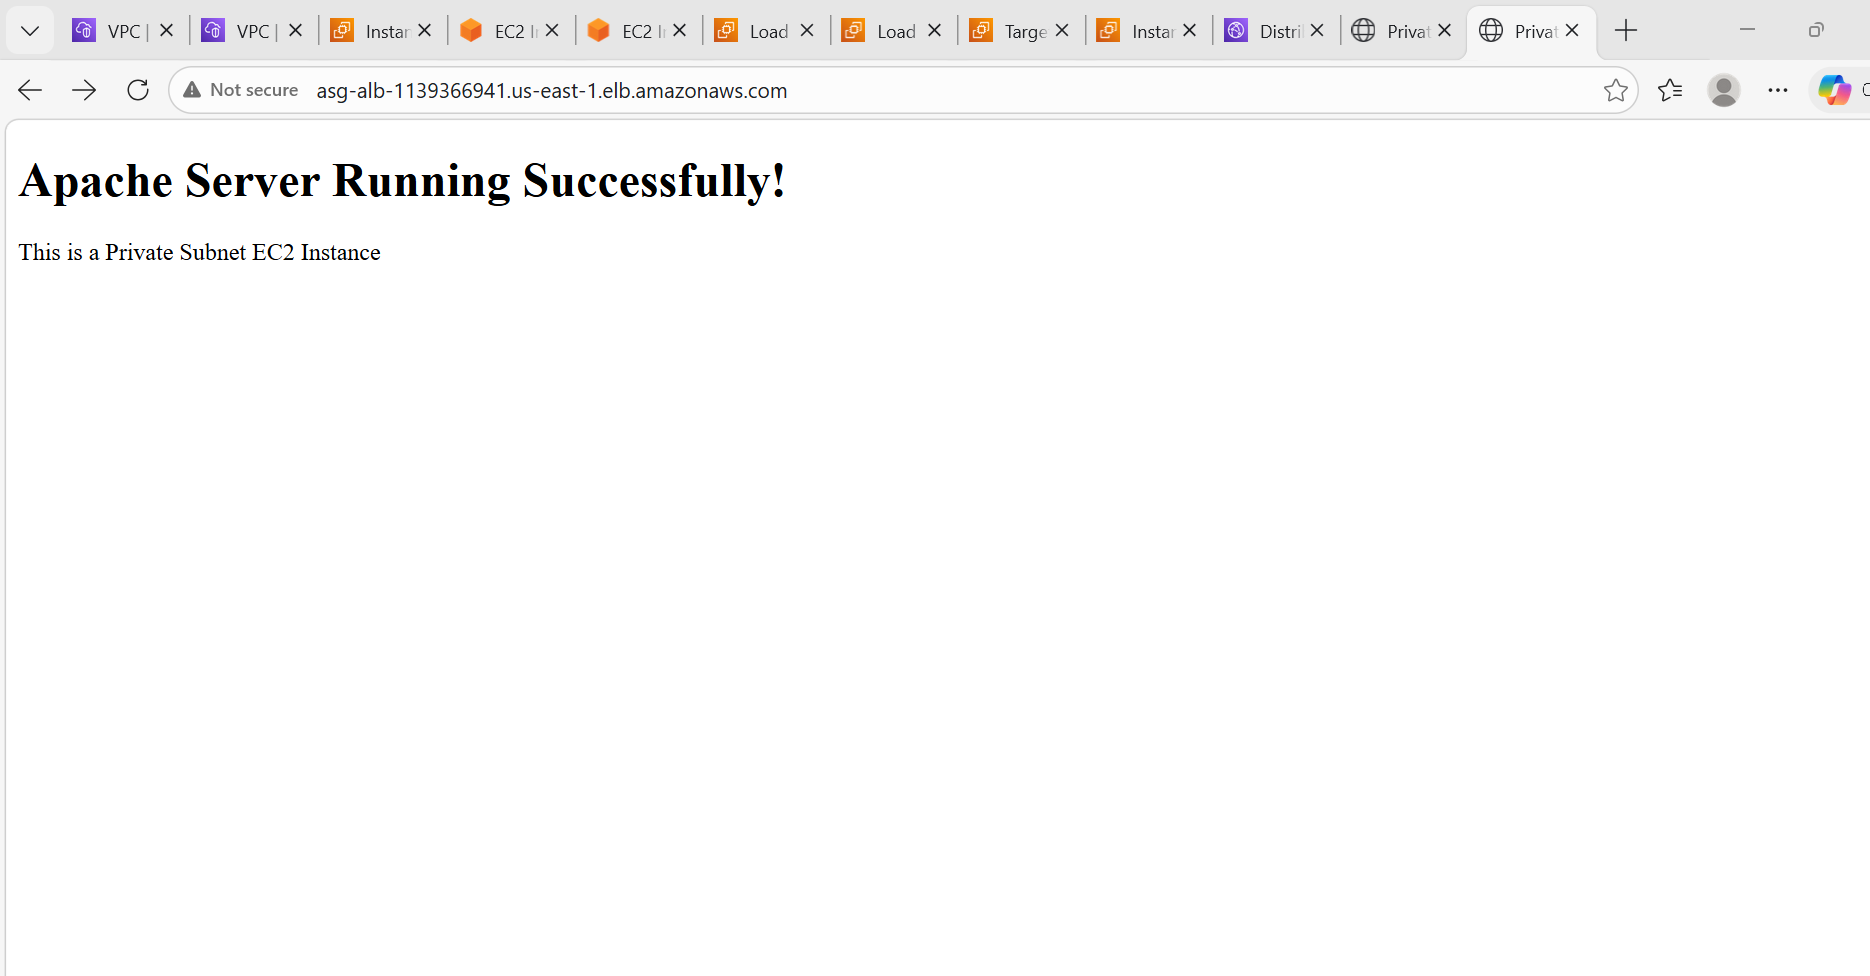 VPC | VPC | Instar EC2 I EC2 I Load Load Targe Instar Distri Privat Privat
Not secure asg-alb-1139366941.us-east-1.elb.amazonaws.com
Apache Server Running Successfully!
This is a Private Subnet EC2 Instance